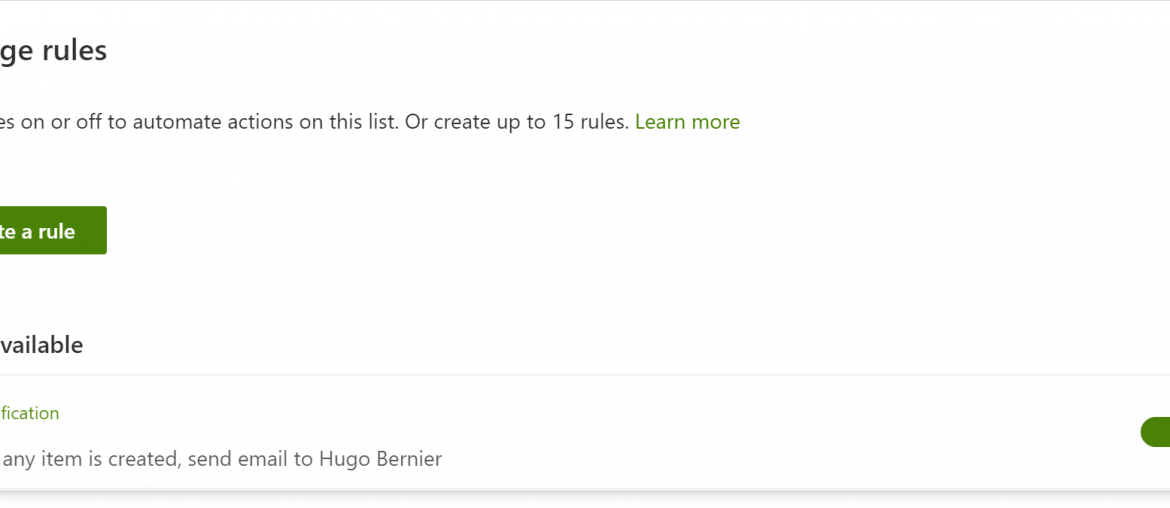 ge rules
es on or off to automate actions on this list. Or create up to 15 rules. Learn more
te a rule
vailable
fication
any item is created, send email to Hugo Bernier